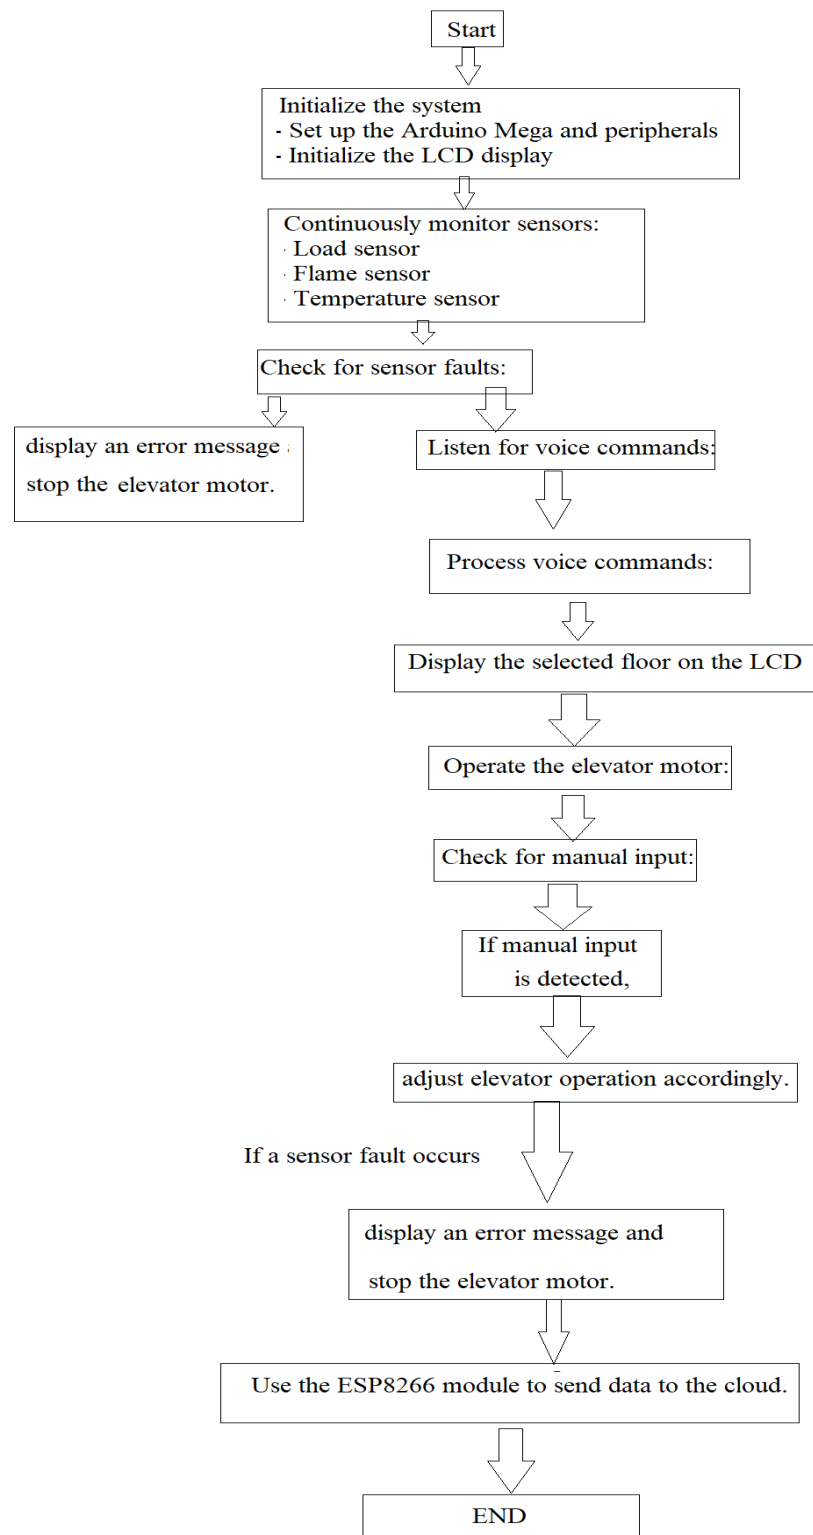 Start
Initialize the system
- Set up the Arduino Mega and peripherals
- Initialize the LCD display
Continuously monitor sensors:
· Load sensor
· Flame sensor
· Temperature sensor
Check for sensor faults:
display an error message
stop the elevator motor.
Listen for voice commands:
Process voice commands:
Display the selected floor on the LCD
Operate the elevator motor:
Check for manual input:
If manual input
is detected,
adjust elevator operation accordingly.
If a sensor fault occurs
display an error message and
stop the elevator motor.
Use the ESP8266 module to send data to the cloud.
END